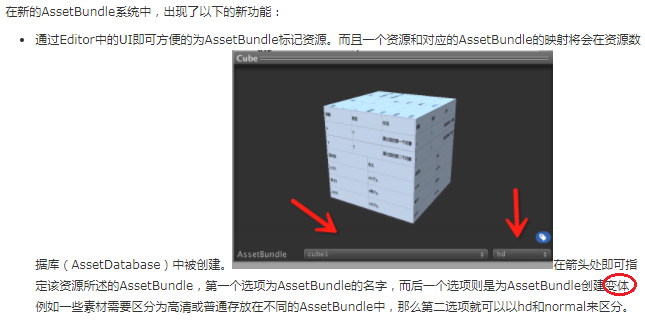 在新的AssetBundle系统中，出现了以下的新功能：
通过Editor中的UI即可方便的为AssetBundle标记资源。而且一个资源和对应的AssetBundle的映射将会在资源数
Cube
AssetBundle cube1 hd
据库（AssetDatabase）中被创建。在箭头处即可指
定该资源所述的AssetBundle，第一个选项为AssetBundle的名字，而后一个选项则是为AssetBundle创建变体
例如一些素材需要区分为高清或普通存放在不同的AssetBundle中，那么第二选项就可以以hd和normal来区分。